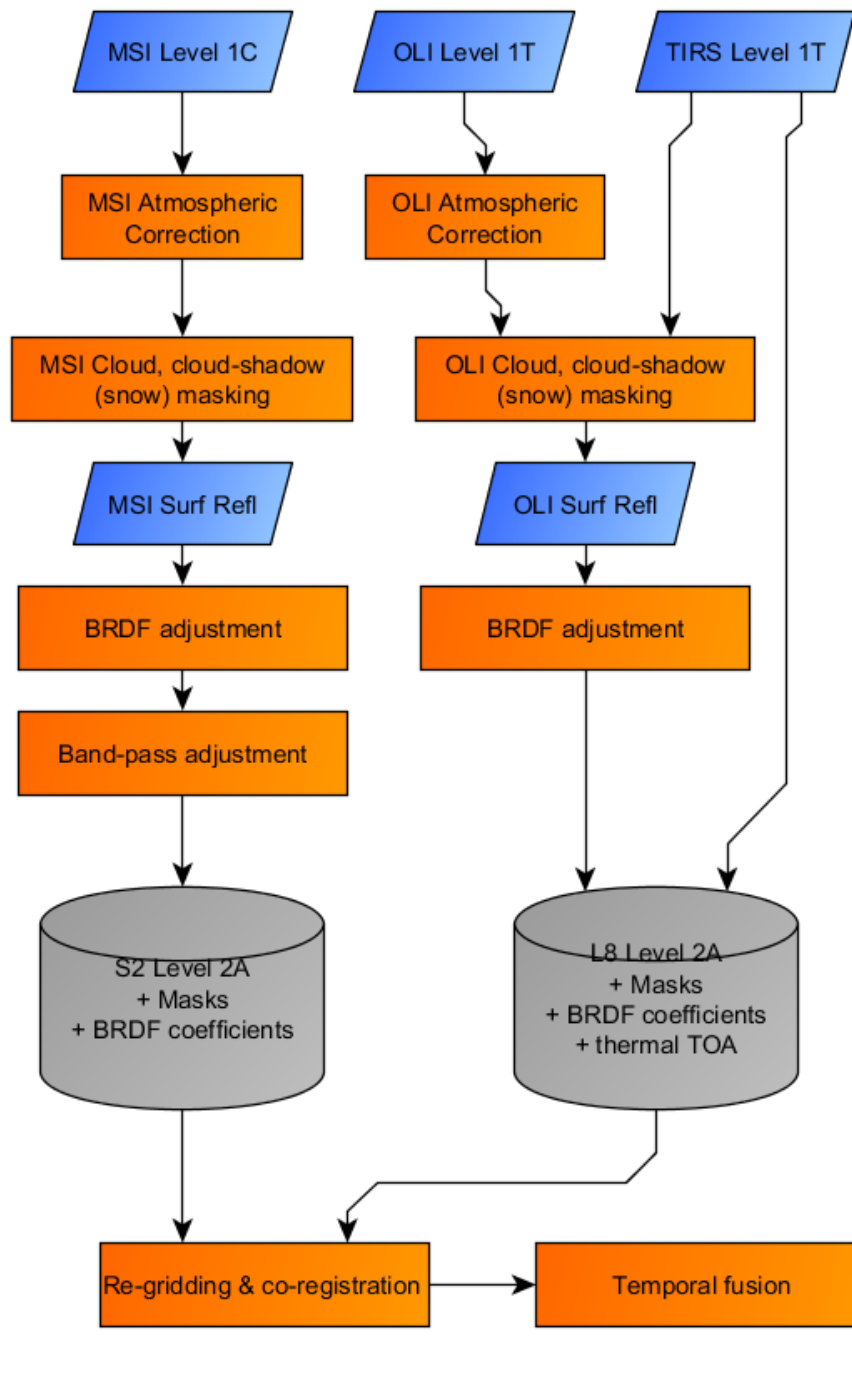 MSI Level 1C
OLI Level 1T
TIRS Level 1T
MSI Atmospheric
Correction
OLI Atmospheric
Correction
MSI Cloud, cloud-shadow
(snow) masking
OLI Cloud, cloud-shadow
(snow) masking
MSI Surf Refl
OLI Surf Refl
BRDF adjustment
BRDF adjustment
Band-pass adjustment
S2 Level 2A
+ Masks
+ BRDF coefficients
L8 Level 2A
+ Masks
+ BRDF coefficients
+ thermal TOA
Re-gridding & co-registration
Temporal fusion